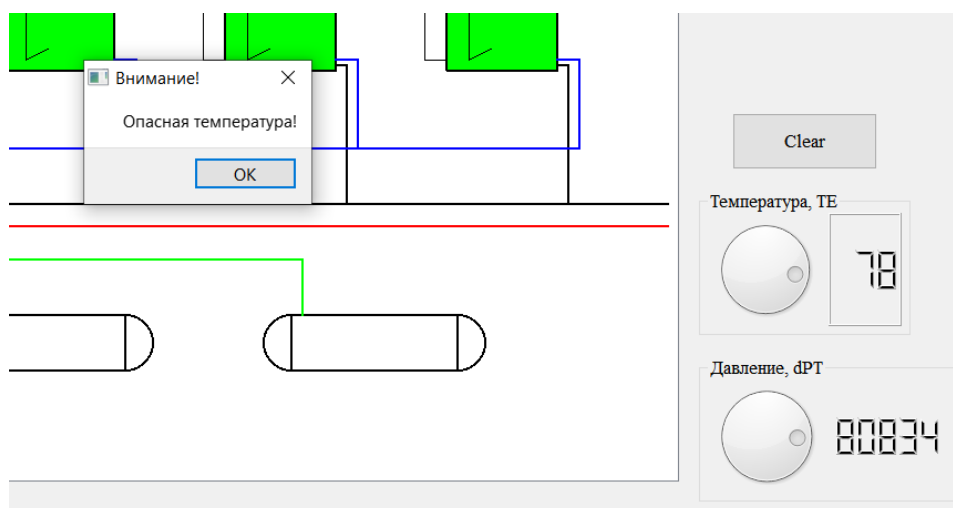 Внимание!
Опасная температура!
OK
Clear
Температура, TE
78
Давление, dPT
80834